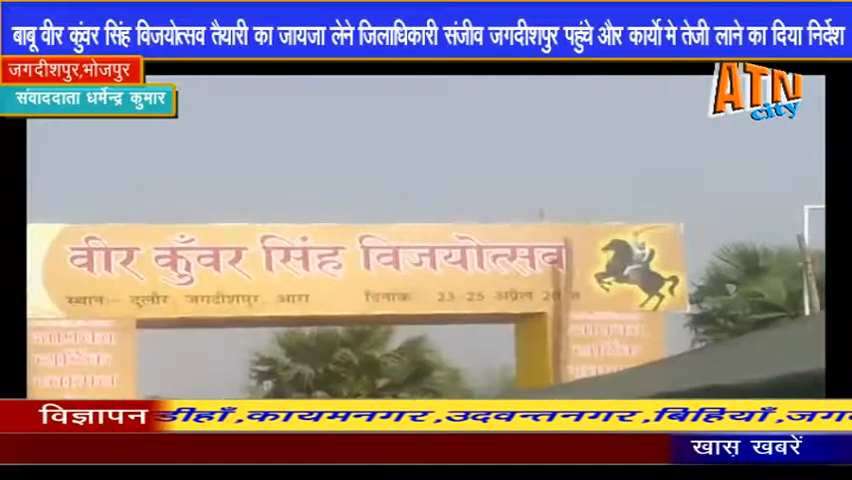 बाबू वीर कुंवर सिंह विजयोत्सव तैयारी का जायजा लेने जिलाधिकारी संजीव जगदीशपुर पहुंचे और कार्यो मे तेजी लाने का दिया निर्देश
जगदीशपुर,भोजपुर
संवाददाता धर्मेन्द्र कुमार
ATN
city
वीर कुँवर सिंह विजयोत्सव
स्थान:- दुलौर जगदीशपुर, आरा दिनांक 23-25 अप्रैल
विज्ञापन
डीहाँ,कायमनगर,उदवन्तनगर,बिहियाँ,जग
खास़ खबरें